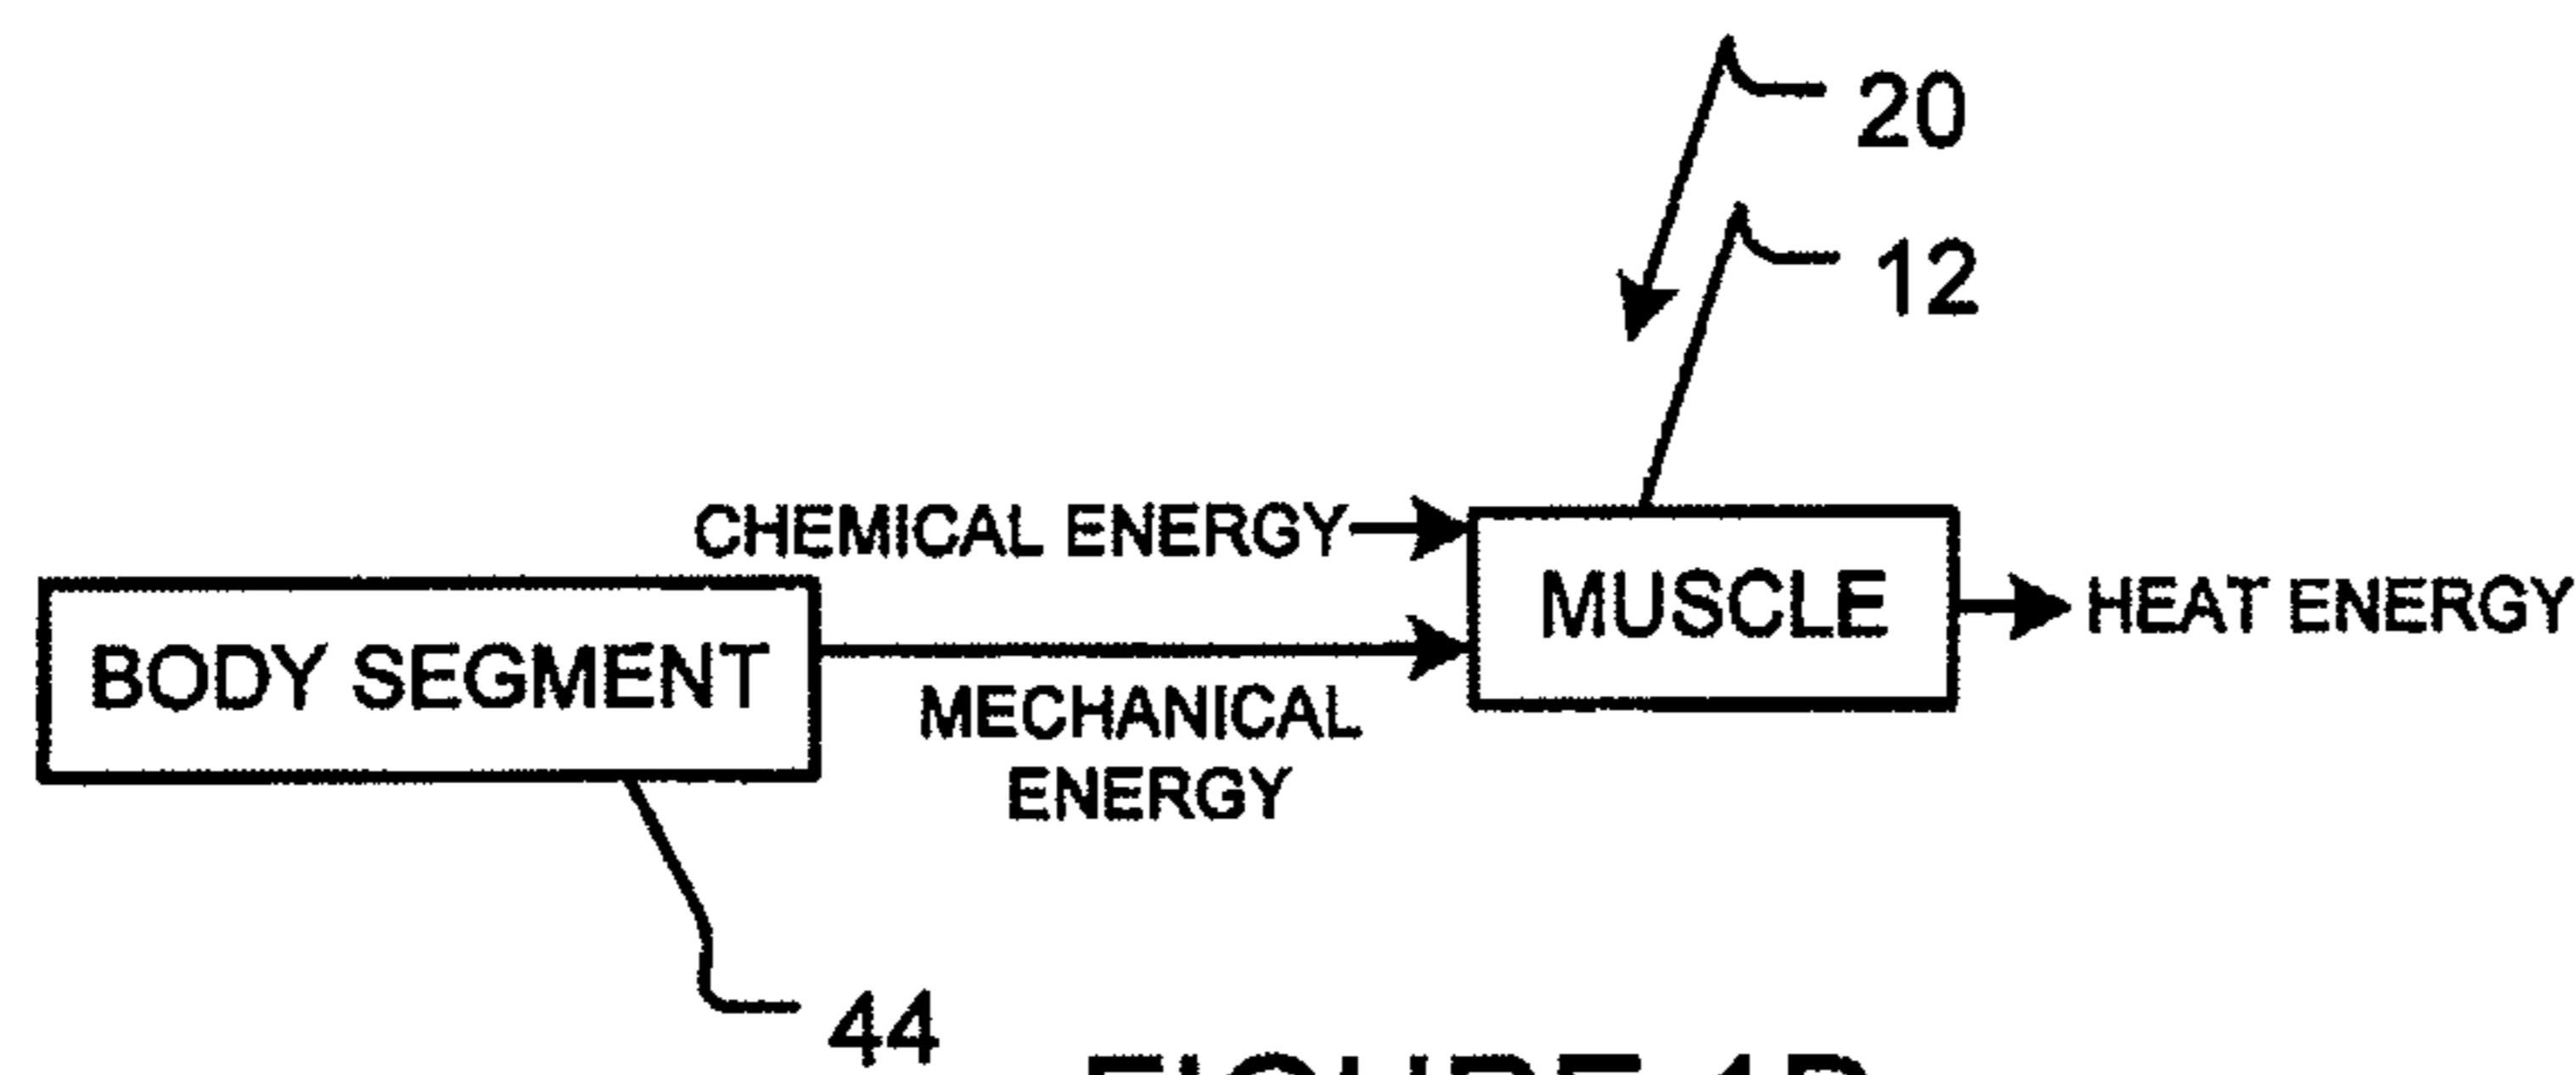 20
12
CHEMICAL ENERGY
MUSCLE
HEAT ENERGY
BODY SEGMENT
MECHANICAL
ENERGY
44